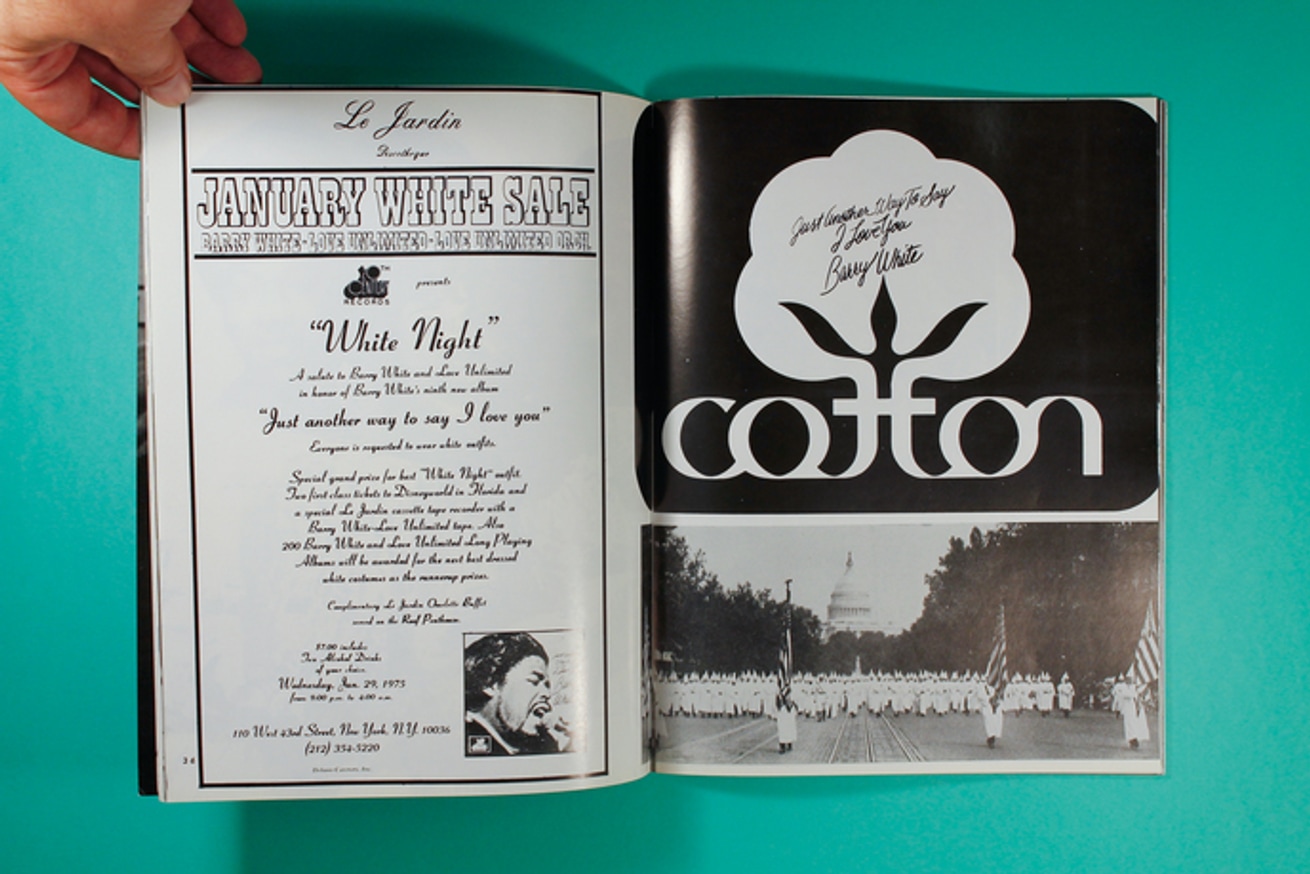 Le Jardin
Discothèque
JANUARY WHITE SALE
BARRY WHITE-LOVE UNLIMITED-LOVE UNLIMITED ORCH.
20TH
Century
RECORDS
presents
“White Night”
A salute to Barry White and Love Unlimited
in honor of Barry White's ninth new album
“Just another way to say I love you”
Everyone is requested to wear white outfits.
Special grand prize for best "White Night" outfit.
Two first class tickets to Disneyworld in Florida and
a special Le Jardin cassette tape recorder with a
Barry White-Love Unlimited tape. Also
200 Barry White and Love Unlimited Long Playing
Albums will be awarded for the next best dressed
white costumes as the runnerup prizes.
Complimentary Le Jardin Omelette Buffet
served on the Roof Penthouse.
$7.00 includes
Two Alcohol Drinks
of your choice.
Wednesday, Jan. 29, 1975
from 9:00 p.m. to 4:00 a.m.
110 West 43rd Street, New York, N.Y. 10036
(212) 354-5220
36
Just Another Way To Say
I Love You
Barry White
cotton